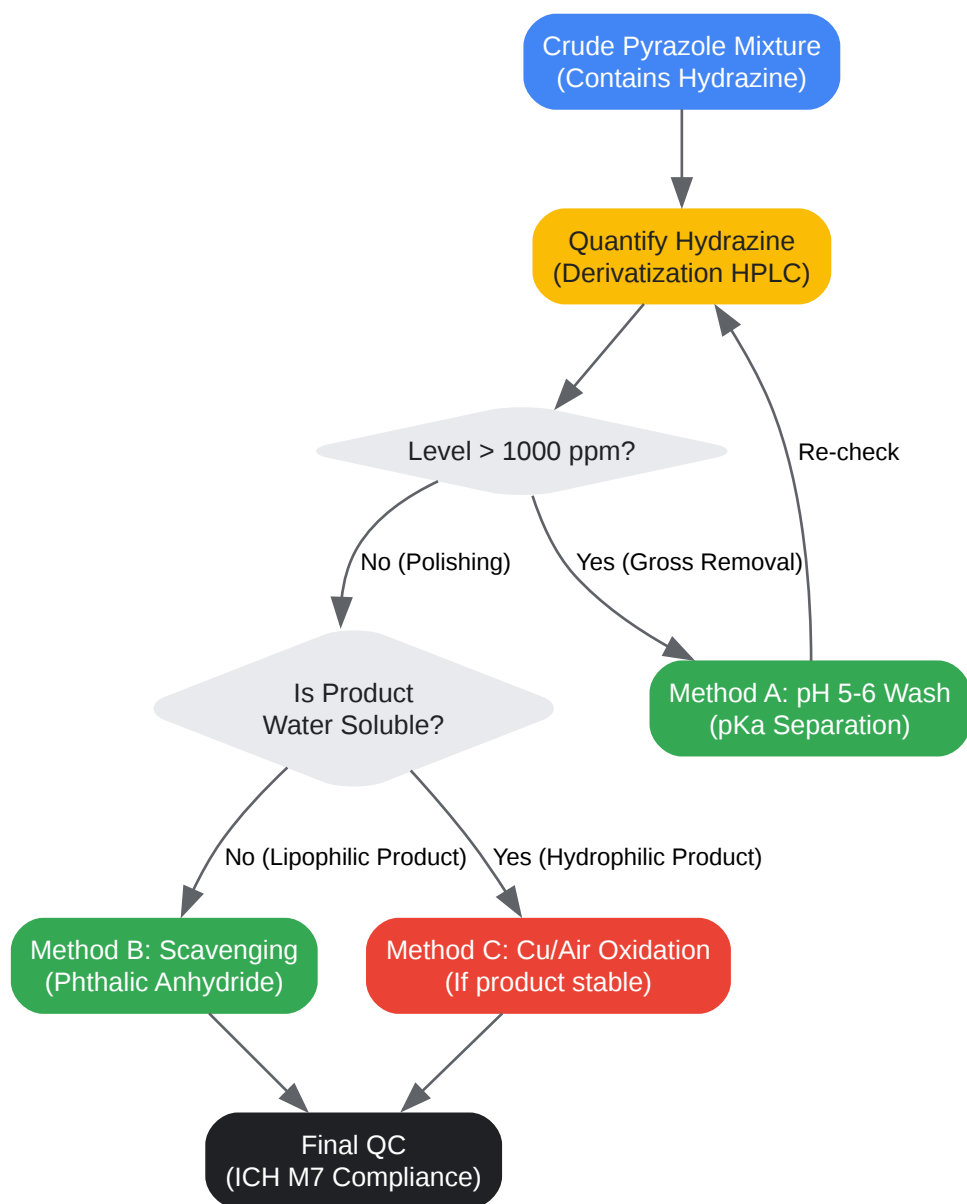 Crude Pyrazole Mixture
(Contains Hydrazine)
Quantify Hydrazine
(Derivatization HPLC)
Level > 1000 ppm?
Re-check
No (Polishing)
Yes (Gross Removal)
Is Product
Water Soluble?
Method A: pH 5-6 Wash
(pKa Separation)
No (Lipophilic Product)
Yes (Hydrophilic Product)
Method B: Scavenging
(Phthalic Anhydride)
Method C: Cu/Air Oxidation
(If product stable)
Final QC
(ICH M7 Compliance)